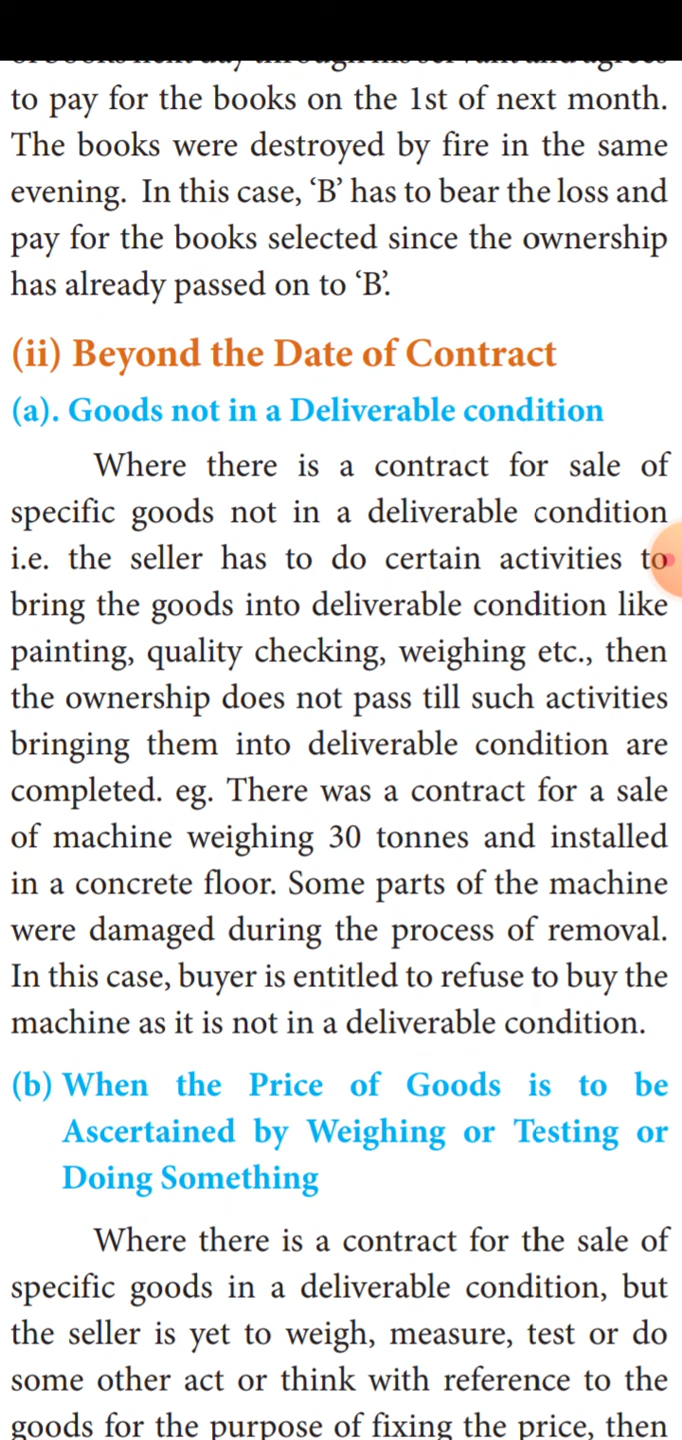 to pay for the books on the 1st of next month.
The books were destroyed by fire in the same
evening. In this case, ‘B’ has to bear the loss and
pay for the books selected since the ownership
has already passed on to ‘B’.
(ii) Beyond the Date of Contract
(a). Goods not in a Deliverable condition
Where there is a contract for sale of
specific goods not in a deliverable condition
i.e. the seller has to do certain activities to
bring the goods into deliverable condition like
painting, quality checking, weighing etc., then
the ownership does not pass till such activities
bringing them into deliverable condition are
completed. eg. There was a contract for a sale
of machine weighing 30 tonnes and installed
in a concrete floor. Some parts of the machine
were damaged during the process of removal.
In this case, buyer is entitled to refuse to buy the
machine as it is not in a deliverable condition.
(b) When the Price of Goods is to be
Ascertained by Weighing or Testing or
Doing Something
Where there is a contract for the sale of
specific goods in a deliverable condition, but
the seller is yet to weigh, measure, test or do
some other act or think with reference to the
goods for the purpose of fixing the price, then